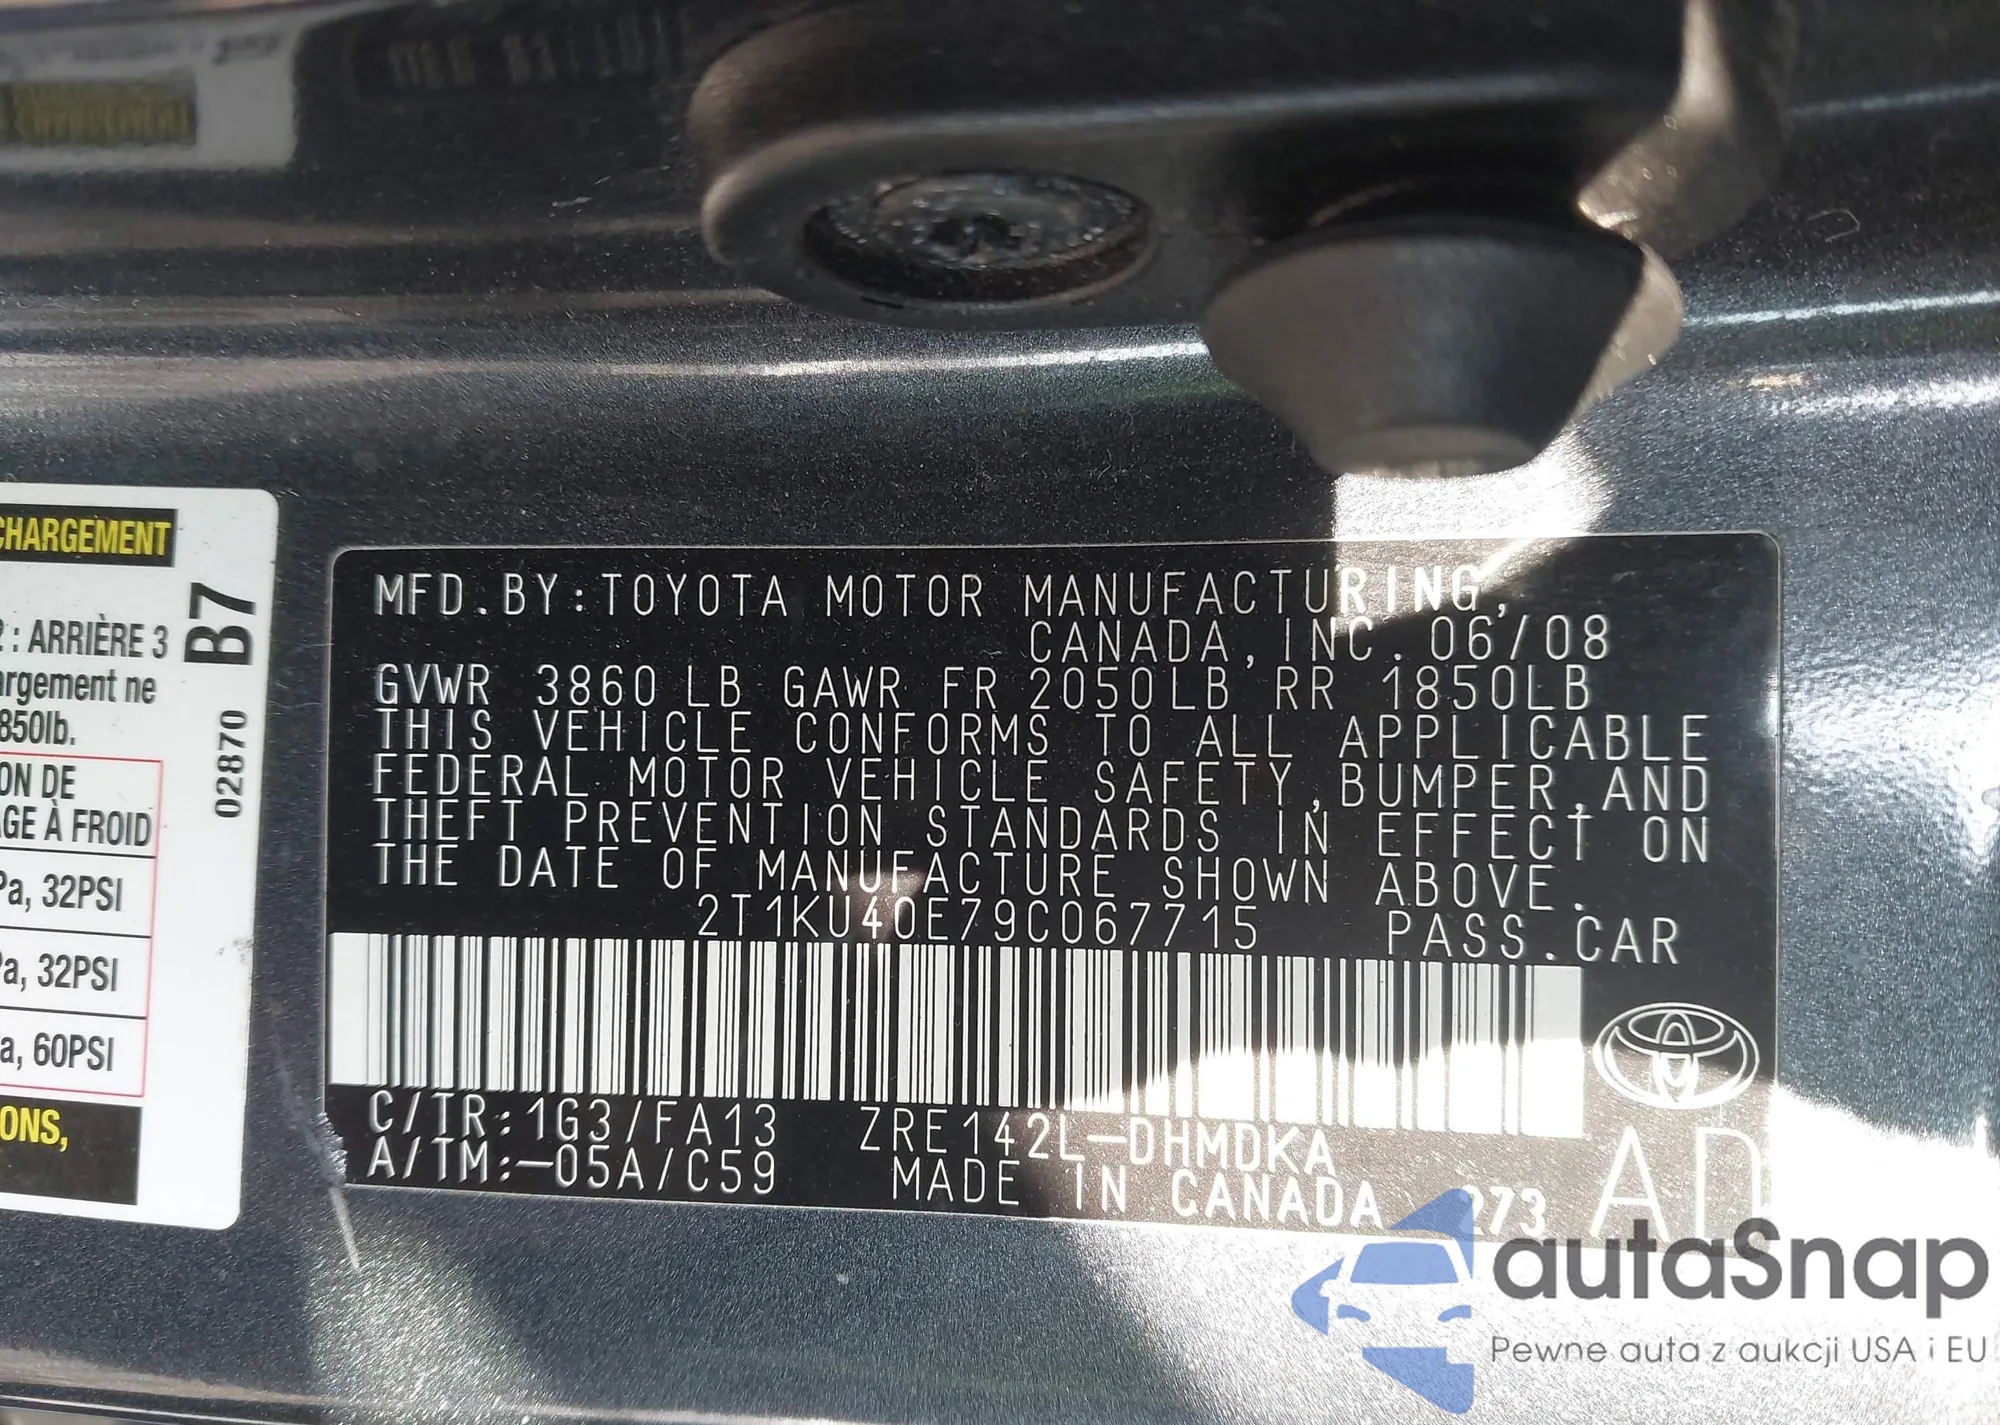 CHARGEMENT
2 : ARRIÈRE 3
argement ne
850lb.
B7
02870
ON DE
AGE À FROID
Pa, 32PSI
Pa, 32PSI
a, 60PSI
ONS,
MFD.BY:TOYOTA MOTOR MANUFACTURING,
CANADA,INC. 06/08
GVWR 3860 LB GAWR FR 2050LB RR 1850LB
THIS VEHICLE CONFORMS TO ALL APPLICABLE
FEDERAL MOTOR VEHICLE SAFETY,BUMPER,AND
THEFT PREVENTION STANDARDS IN EFFECT ON
THE DATE OF MANUFACTURE SHOWN ABOVE.
2T1KU40E79C067715 PASS.CAR
C/TR:1G3/FA13 ZRE142L-DHMDKA
A/TM:-05A/C59 MADE IN CANADA 273
AD
autaSnap
Pewne auta z aukcji USA i EU